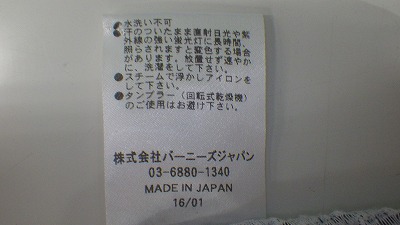 ●水洗い不可
●汗のついたまま直射日光や紫
外線の強い蛍光灯に長時間、
照らされますと変色する場合
があります。放置せず速やか
に、洗濯をして下さい。
●スチームで浮かしアイロンを
して下さい。
●タンブラー（回転式乾燥機）
のご使用はお避け下さい。
株式会社バーニーズジャパン
03-6880-1340
MADE IN JAPAN
16/01